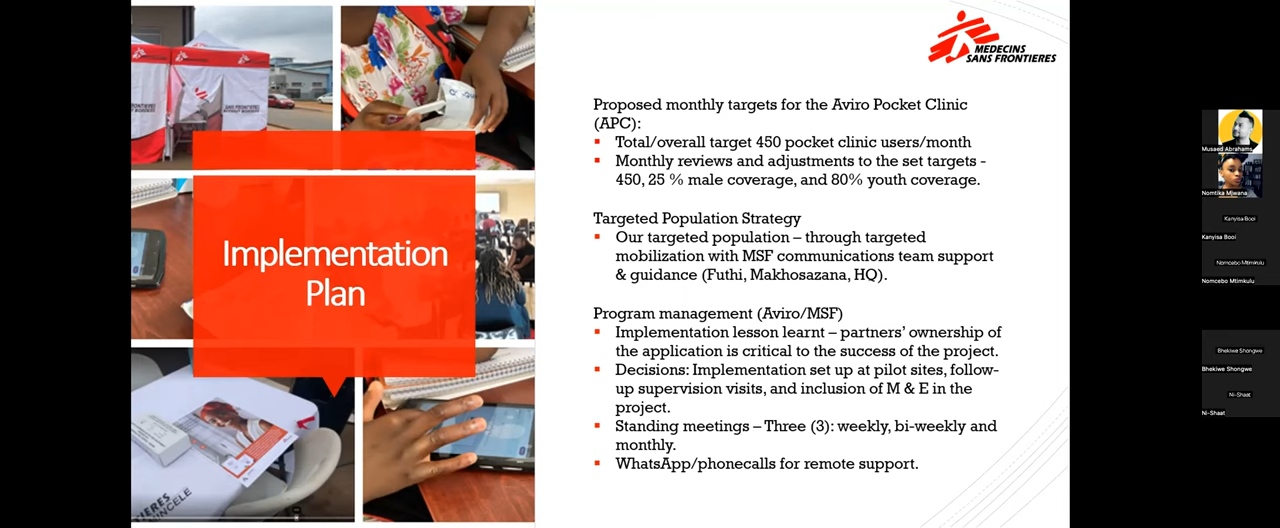 MEDECINS
SANS FRONTIERES
Implementation
Plan
Proposed monthly targets for the Aviro Pocket Clinic
(APC):
▪ Total/overall target 450 pocket clinic users/month
▪ Monthly reviews and adjustments to the set targets -
450, 25 % male coverage, and 80% youth coverage.
Targeted Population Strategy
▪ Our targeted population – through targeted
mobilization with MSF communications team support
& guidance (Futhi, Makhosazana, HQ).
Program management (Aviro/MSF)
▪ Implementation lesson learnt – partners' ownership of
the application is critical to the success of the project.
▪ Decisions: Implementation set up at pilot sites, follow-
up supervision visits, and inclusion of M & E in the
project.
▪ Standing meetings – Three (3): weekly, bi-weekly and
monthly.
▪ WhatsApp/phonecalls for remote support.
Musaed Abrahams
Nomtika Mjwana
Kanyisa Booi
Kanyisa Booi
Nomcebo Mtimkulu
Nomcebo Mtimkulu
Bhekiwe Shongwe
Bhekiwe Shongwe
Ni-Shaat
Ni-Shaat